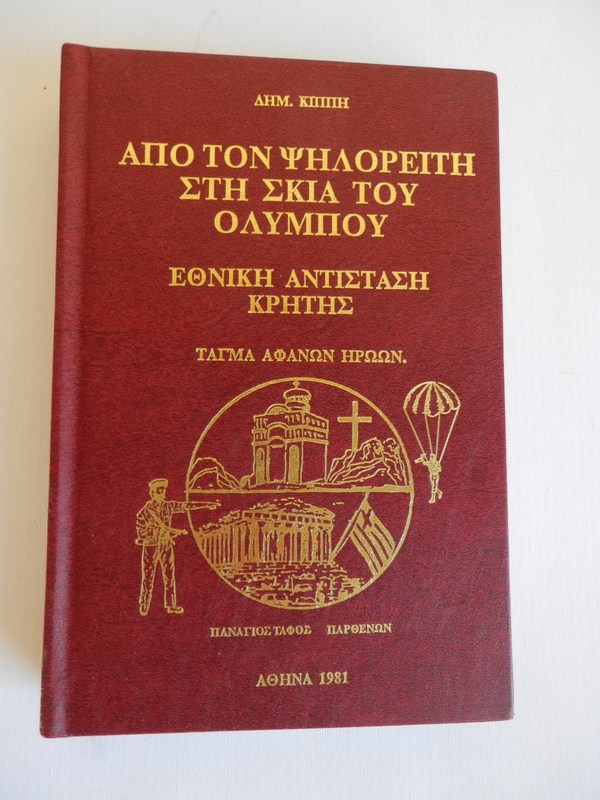 ΔΗΜ. ΚΙΠΠΗ
ΑΠΟ ΤΟΝ ΨΗΛΟΡΕΙΤΗ
ΣΤΗ ΣΚΙΑ ΤΟΥ
ΟΛΥΜΠΟΥ
ΕΘΝΙΚΗ ΑΝΤΙΣΤΑΣΗ
ΚΡΗΤΗΣ
ΤΑΓΜΑ ΑΦΑΝΩΝ ΗΡΩΩΝ.
ΠΑΝΑΓΙΟΣ ΤΑΦΟΣ ΠΑΡΘΕΝΩΝ
ΑΘΗΝΑ 1981